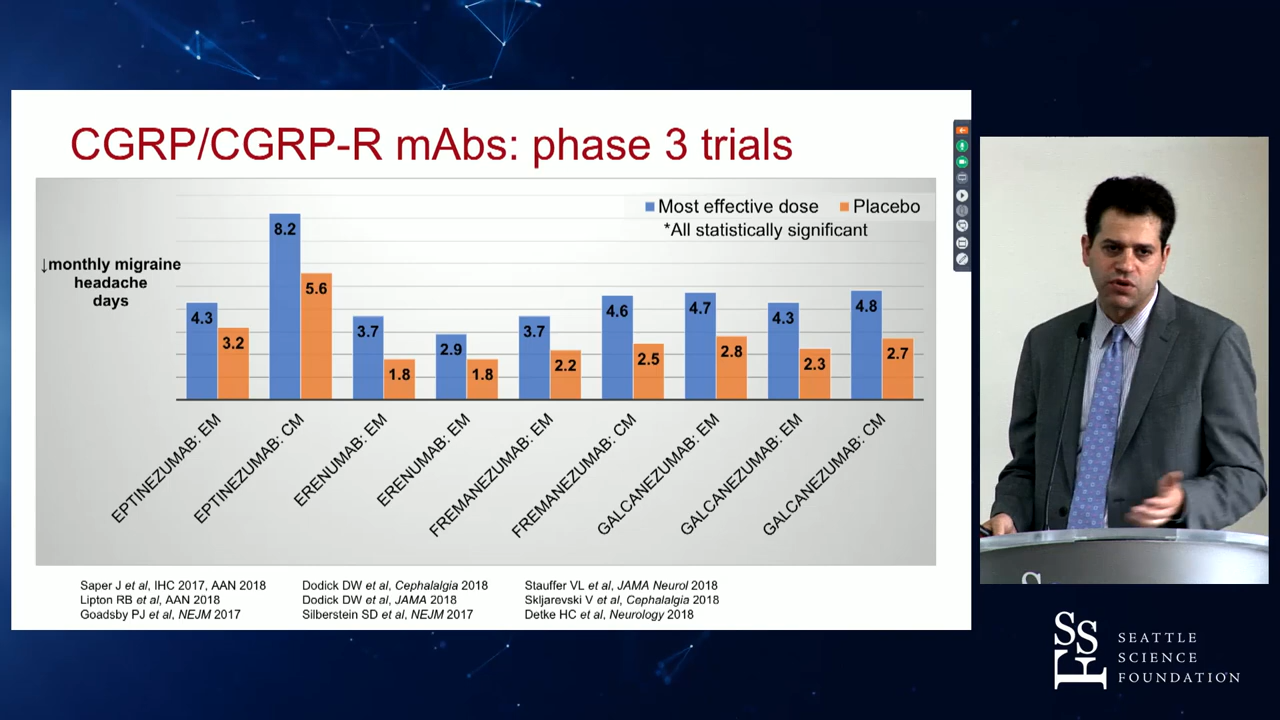 CGRP/CGRP-R mAbs: phase 3 trials
Most effective dose
Placebo
*All statistically significant
↓monthly migraine
headache
days
4.3
3.2
8.2
5.6
3.7
1.8
2.9
1.8
3.7
2.2
4.6
2.5
4.7
2.8
4.3
2.3
4.8
2.7
EPTINEZUMAB: EM
EPTINEZUMAB: CM
ERENUMAB: EM
ERENUMAB: EM
FREMANEZUMAB: EM
FREMANEZUMAB: CM
GALCANEZUMAB: EM
GALCANEZUMAB: EM
GALCANEZUMAB: CM
Saper J et al, IHC 2017, AAN 2018
Lipton RB et al, AAN 2018
Goadsby PJ et al, NEJM 2017
Dodick DW et al, Cephalalgia 2018
Dodick DW et al, JAMA 2018
Silberstein SD et al, NEJM 2017
Stauffer VL et al, JAMA Neurol 2018
Skljarevski V et al, Cephalalgia 2018
Detke HC et al, Neurology 2018
S
SSF
SEATTLE
SCIENCE
FOUNDATION